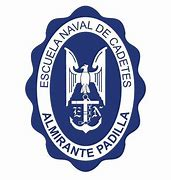 ESCUELA NAVAL DE CADETES
ALMIRANTE PADILLA